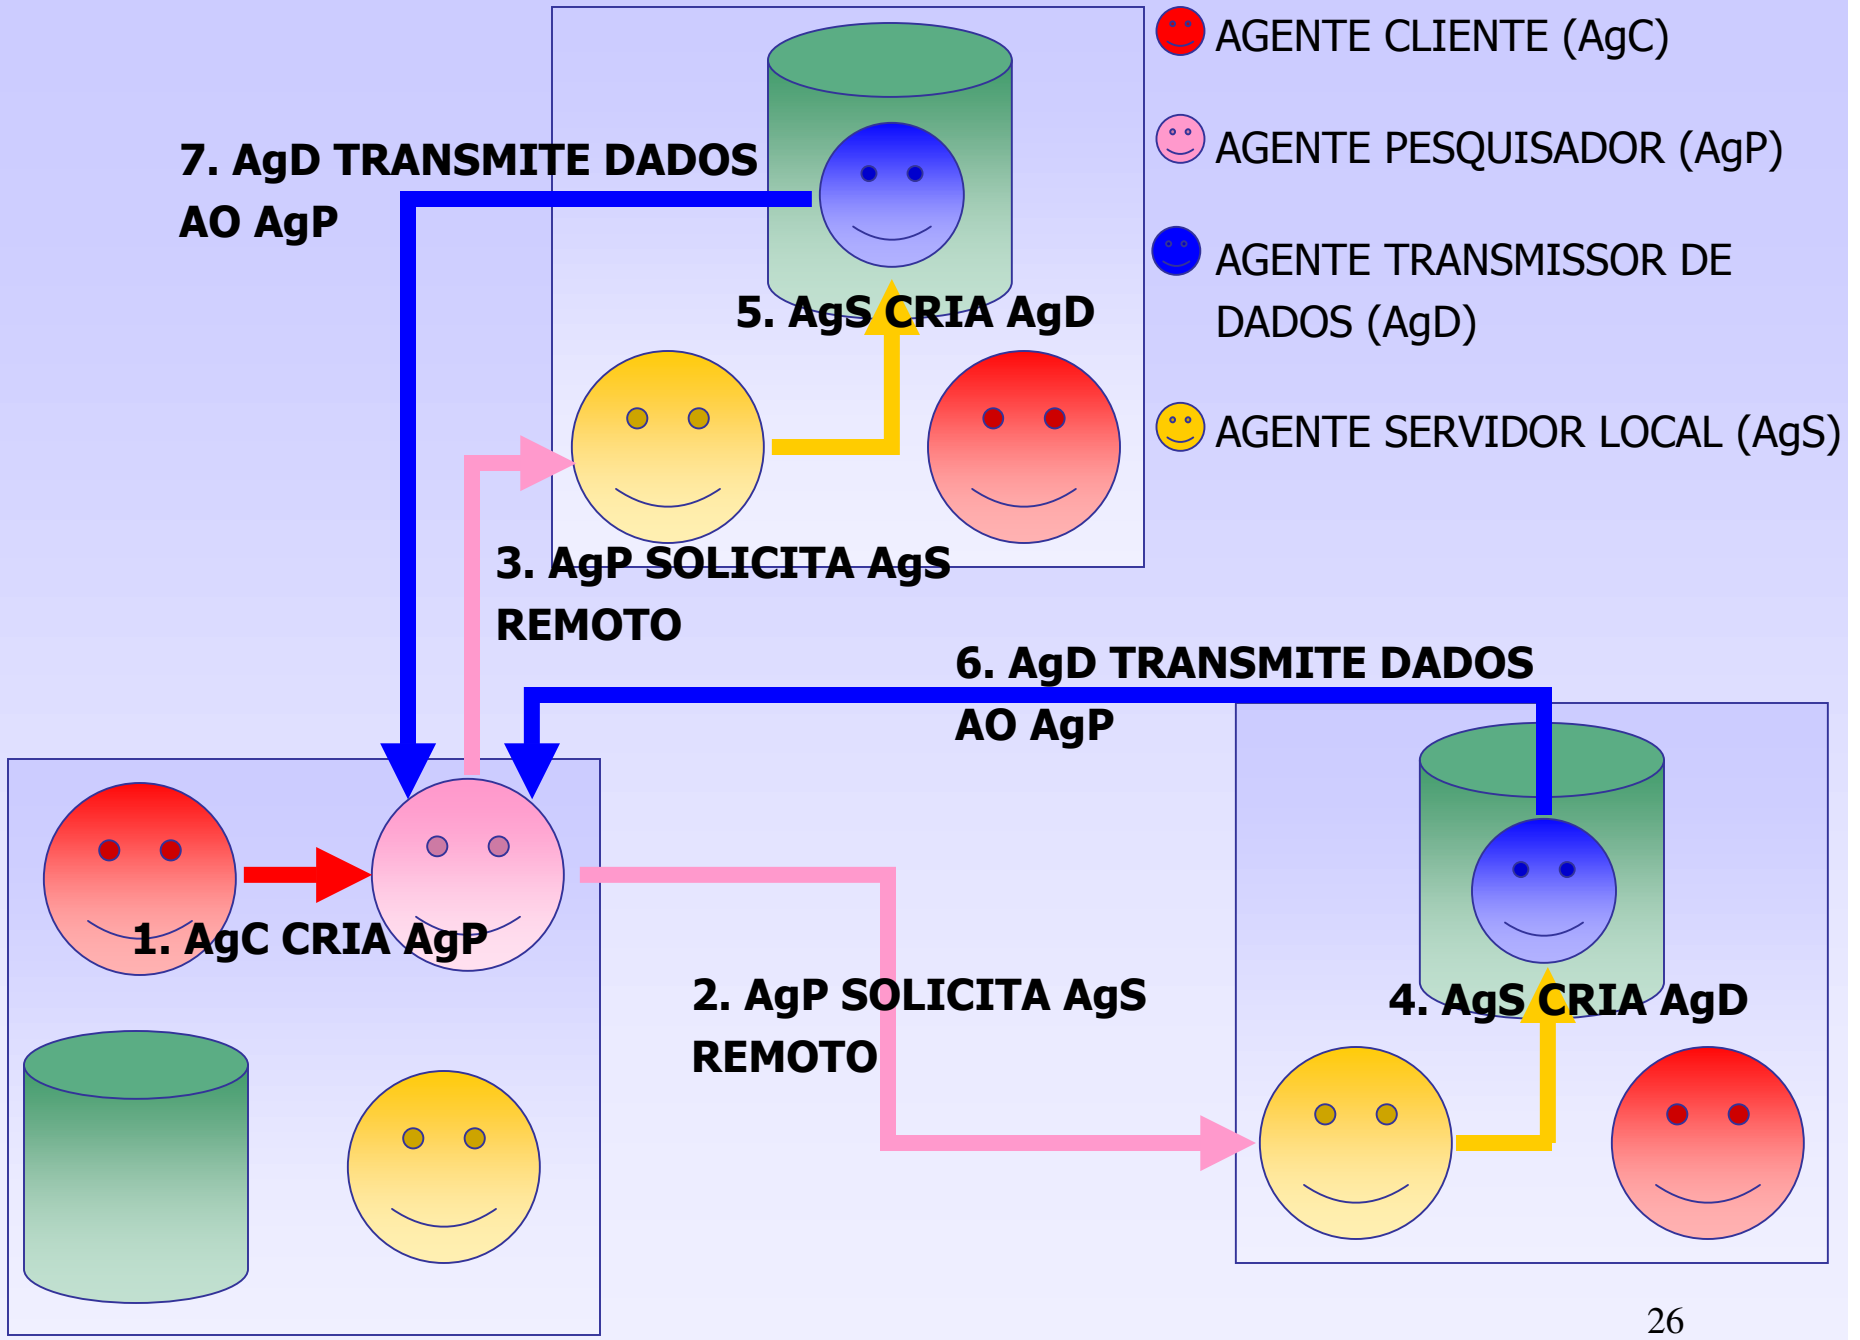 AGENTE CLIENTE (AgC)
AGENTE PESQUISADOR (AgP)
AGENTE TRANSMISSOR DE
DADOS (AgD)
AGENTE SERVIDOR LOCAL (AgS)
7. AgD TRANSMITE DADOS
AO AgP
5. AgS CRIA AgD
3. AgP SOLICITA AgS
REMOTO
6. AgD TRANSMITE DADOS
AO AgP
1. AgC CRIA AgP
2. AgP SOLICITA AgS
REMOTO
4. AgS CRIA AgD
26